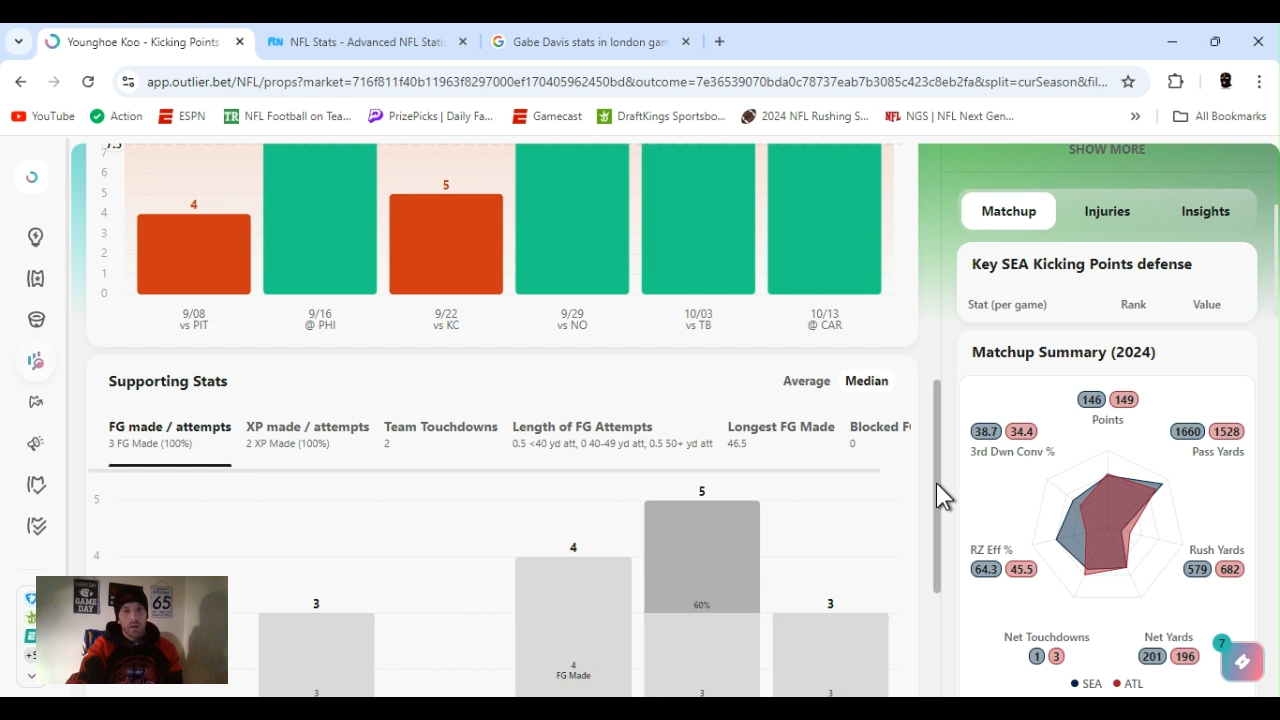 Younghoe Koo - Kicking Points
NFL Stats - Advanced NFL Stati
Gabe Davis stats in london gam
app.outlier.bet/NFL/props?market=716f811f40b11963f8297000ef170405962450bd&outcome=7e36539070bda0c78737eab7b3085c423c8eb2fa&split=curSeason&fil...
YouTube
Action
ESPN
NFL Football on Tea...
PrizePicks | Daily Fa...
Gamecast
DraftKings Sportsbo...
2024 NFL Rushing S...
NGS | NFL Next Gen...
All Bookmarks
7.5
7
6
5
4
3
2
1
0
4
5
9/08
vs PIT
9/16
@ PHI
9/22
vs KC
9/29
vs NO
10/03
vs TB
10/13
@ CAR
Supporting Stats
Average
Median
FG made / attempts
3 FG Made (100%)
XP made / attempts
2 XP Made (100%)
Team Touchdowns
2
Length of FG Attempts
0.5 <40 yd att, 0 40-49 yd att, 0.5 50+ yd att
Longest FG Made
46.5
Blocked F
0
5
4
3
3
4
4
FG Made
5
60%
3
3
3
SHOW MORE
Matchup
Injuries
Insights
Key SEA Kicking Points defense
Stat (per game)
Rank
Value
Matchup Summary (2024)
146 149
Points
38.7 34.4
3rd Dwn Conv %
1660 1528
Pass Yards
RZ Eff %
64.3 45.5
Rush Yards
579 682
Net Touchdowns
1 3
Net Yards
201 196
7
SEA ATL
GAME
DAY
65